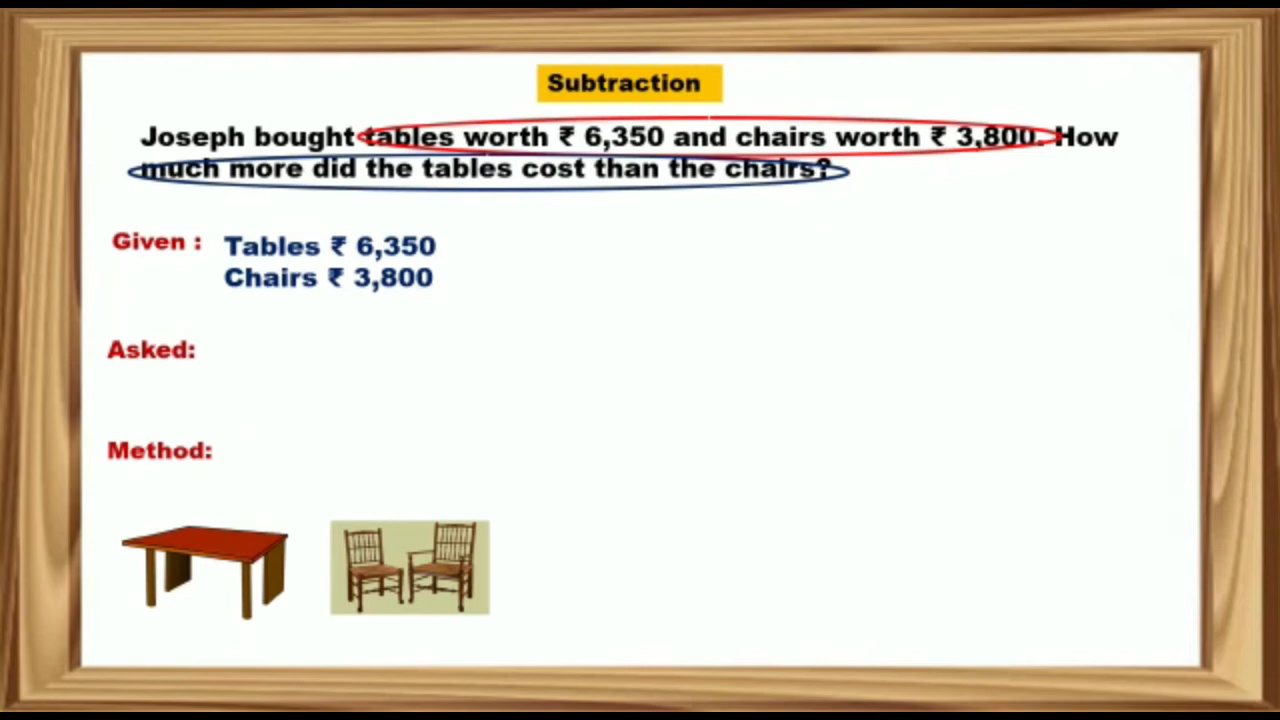 Subtraction
Joseph bought tables worth ₹ 6,350 and chairs worth ₹ 3,800. How
much more did the tables cost than the chairs?
Given :
Tables ₹ 6,350
Chairs ₹ 3,800
Asked:
Method: